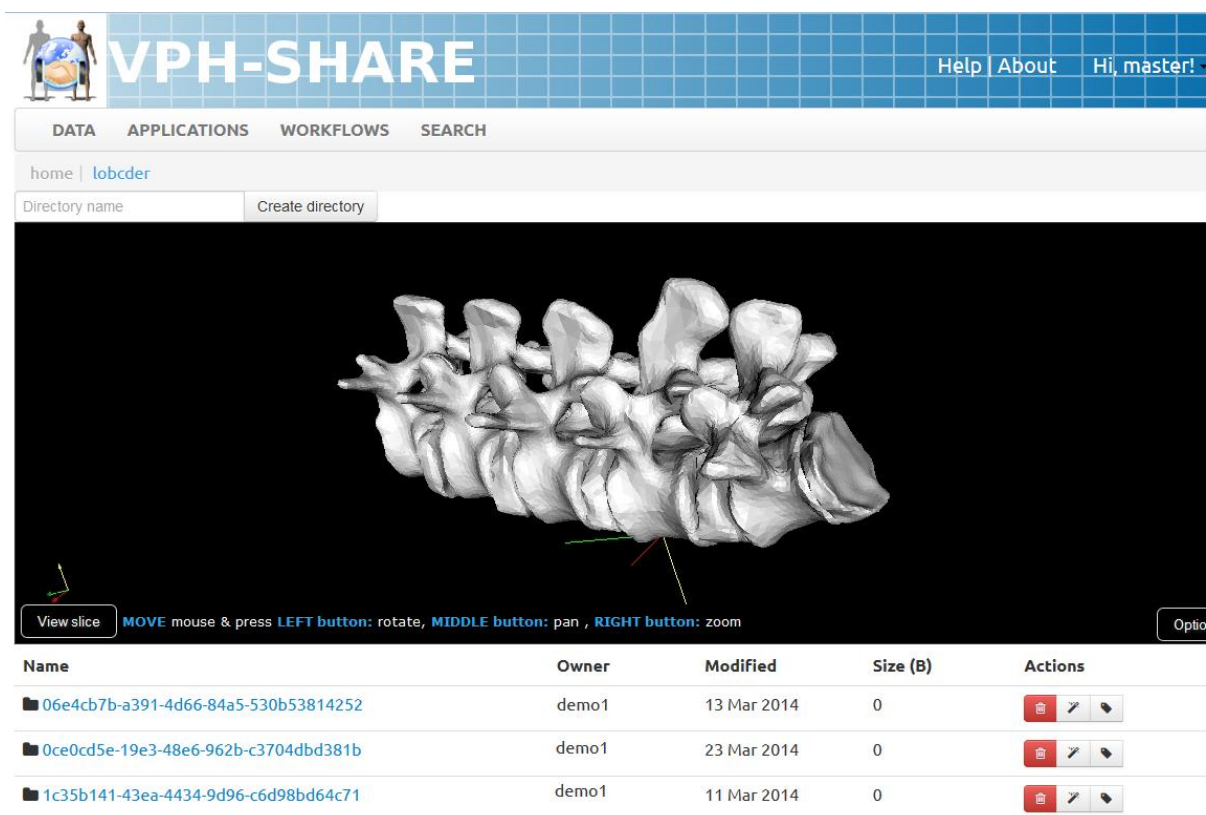 VPH-SHARE
Help | About Hi, master!
DATA APPLICATIONS WORKFLOWS SEARCH
home | lobcder
Directory name Create directory
View slice MOVE mouse & press LEFT button: rotate, MIDDLE button: pan , RIGHT button: zoom Optio
Name Owner Modified Size (B) Actions
06e4cb7b-a391-4d66-84a5-530b53814252 demo1 13 Mar 2014 0
0ce0cd5e-19e3-48e6-962b-c3704dbd381b demo1 23 Mar 2014 0
1c35b141-43ea-4434-9d96-c6d98bd64c71 demo1 11 Mar 2014 0